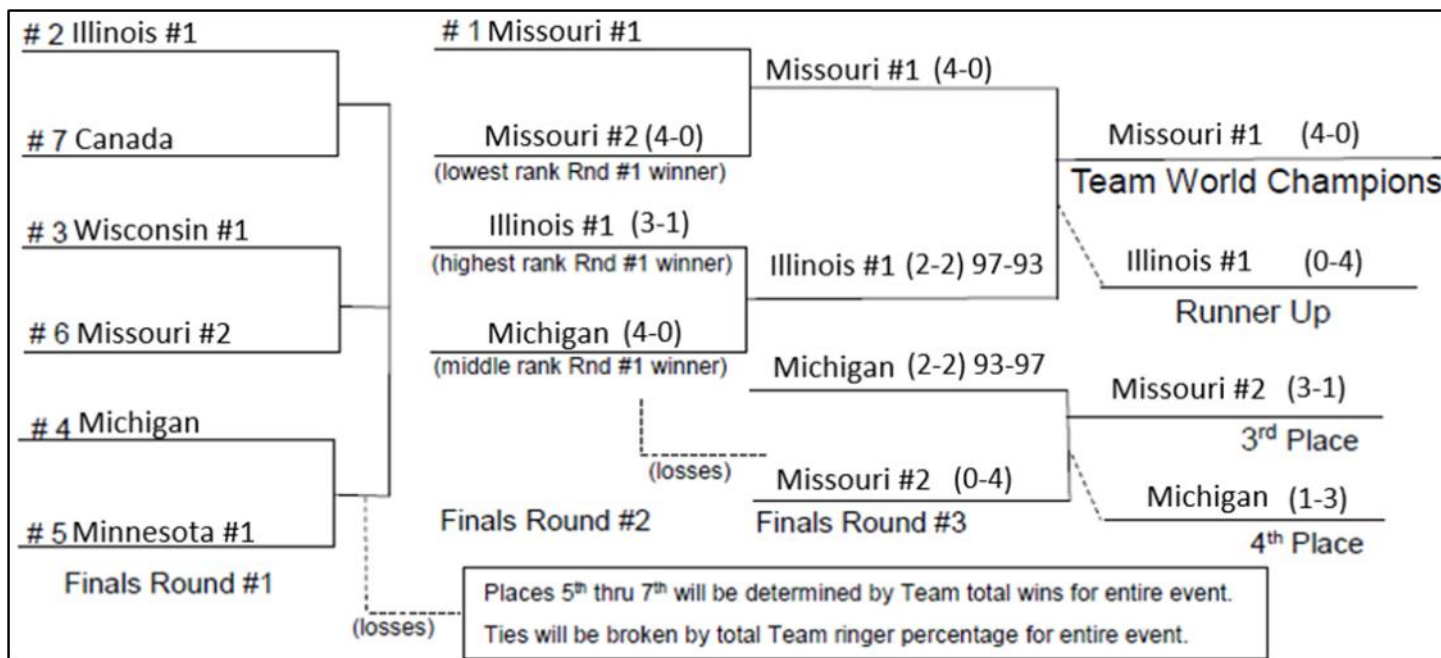 # 2 Illinois #1
# 7 Canada
# 3 Wisconsin #1
# 6 Missouri #2
# 4 Michigan
# 5 Minnesota #1
Finals Round #1
(losses)
# 1 Missouri #1
Missouri #2 (4-0)
(lowest rank Rnd #1 winner)
Illinois #1 (3-1)
(highest rank Rnd #1 winner)
Michigan (4-0)
(middle rank Rnd #1 winner)
(losses)
Finals Round #2
Missouri #1 (4-0)
Illinois #1 (2-2) 97-93
Michigan (2-2) 93-97
Missouri #2 (0-4)
Finals Round #3
Missouri #1 (4-0)
Team World Champions
Illinois #1 (0-4)
Runner Up
Missouri #2 (3-1)
3rd Place
Michigan (1-3)
4th Place
Places 5th thru 7th will be determined by Team total wins for entire event.
Ties will be broken by total Team ringer percentage for entire event.